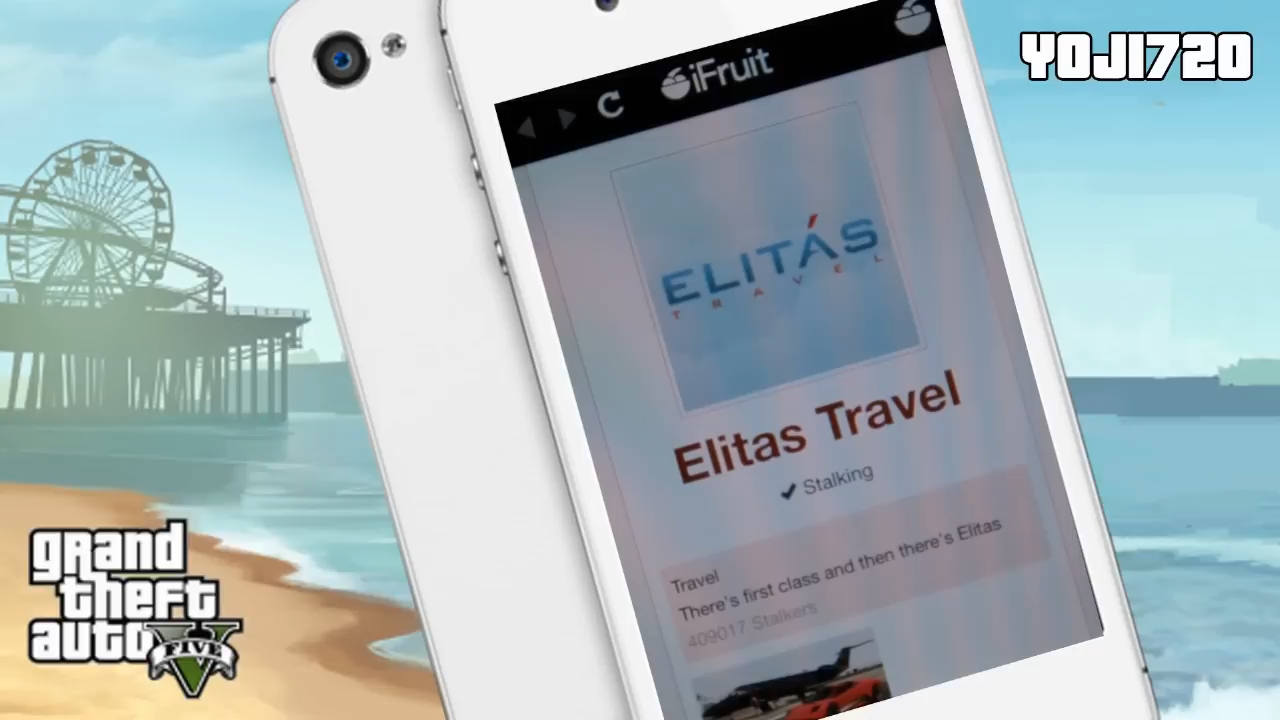 YOJI720
iFruit
ELITÁS
TRAVEL
Elitas Travel
✔ Stalking
Travel
There's first class and then there's Elitas
409017 Stalkers
grand
theft
auto
V
FIVE